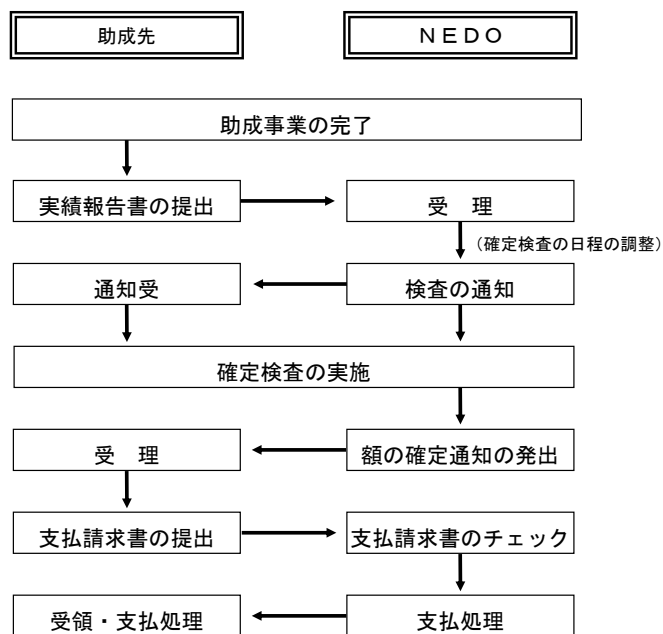 助成先
ＮＥＤＯ
助成事業の完了
実績報告書の提出
受　理
（確定検査の日程の調整）
通知受
検査の通知
確定検査の実施
受　理
額の確定通知の発出
支払請求書の提出
支払請求書のチェック
受領・支払処理
支払処理